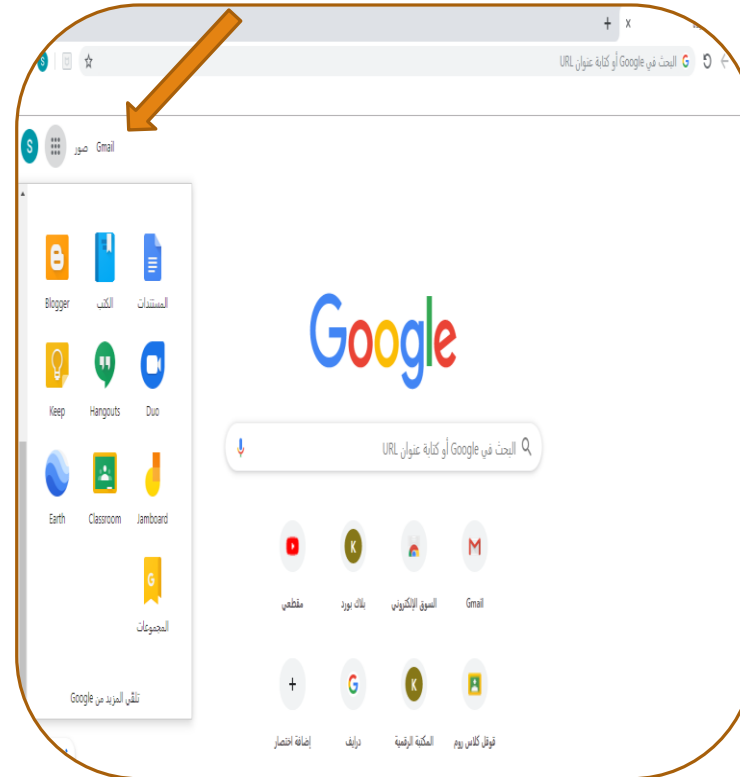 + x
البحث في Google أو كتابة عنوان URL
S
Gmail صور
S
المستندات الكتب Blogger
Duo Hangouts Keep
Jamboard Classroom Earth
المجموعات
تلقّي المزيد من Google
Google
البحث في Google أو كتابة عنوان URL
K
Gmail السوق الإلكتروني بلاك بورد مقطعي
K G +
قوقل كلاس روم المكتبة الرقمية درايف إضافة اختصار